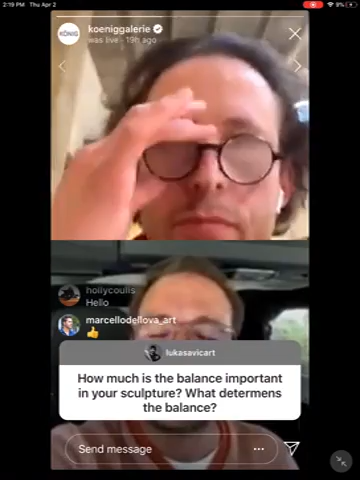 2:19 PM Thu Apr 2
9%
KÖNIG
koeniggalerie
was live • 19h ago
hollycoulis
Hello
marcellodellova_art
👍
lukasavicart
How much is the balance important
in your sculpture? What determens
the balance?
Send message